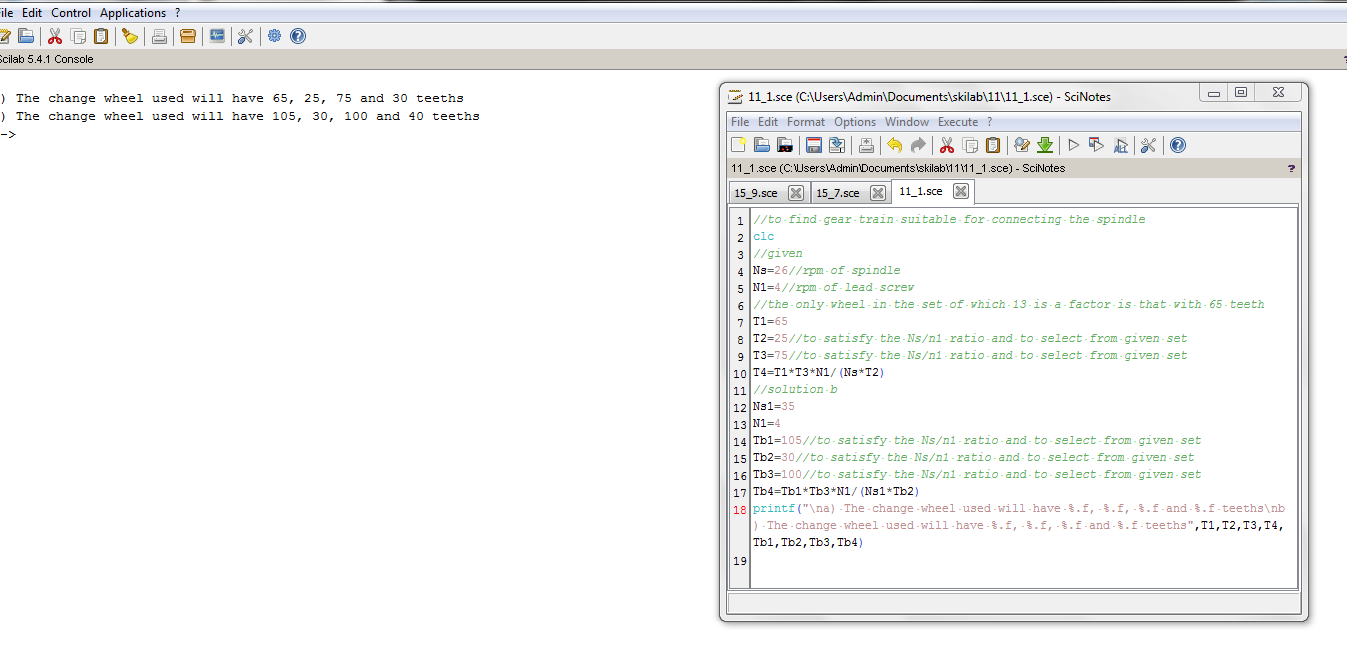 ile Edit Control Applications ?
Scilab 5.4.1 Console
?
) The change wheel used will have 65, 25, 75 and 30 teeths
) The change wheel used will have 105, 30, 100 and 40 teeths
->
11_1.sce (C:\Users\Admin\Documents\skilab\11\11_1.sce) - SciNotes
File Edit Format Options Window Execute ?
11_1.sce (C:\Users\Admin\Documents\skilab\11\11_1.sce) - SciNotes ?
15_9.sce 15_7.sce 11_1.sce
1 //to find gear train suitable for connecting the spindle
2 clc
3 //given
4 Ns=26//rpm of spindle
5 N1=4//rpm of lead screw
6 //the only wheel in the set of which 13 is a factor is that with 65 teeth
7 T1=65
8 T2=25//to satisfy the Ns/n1 ratio and to select from given set
9 T3=75//to satisfy the Ns/n1 ratio and to select from given set
10 T4=T1*T3*N1/(Ns*T2)
11 //solution b
12 Ns1=35
13 N1=4
14 Tb1=105//to satisfy the Ns/n1 ratio and to select from given set
15 Tb2=30//to satisfy the Ns/n1 ratio and to select from given set
16 Tb3=100//to satisfy the Ns/n1 ratio and to select from given set
17 Tb4=Tb1*Tb3*N1/(Ns1*Tb2)
18 printf("\na) The change wheel used will have %.f, %.f, %.f and %.f teeths\nb
) The change wheel used will have %.f, %.f, %.f and %.f teeths",T1,T2,T3,T4,
Tb1,Tb2,Tb3,Tb4)
19